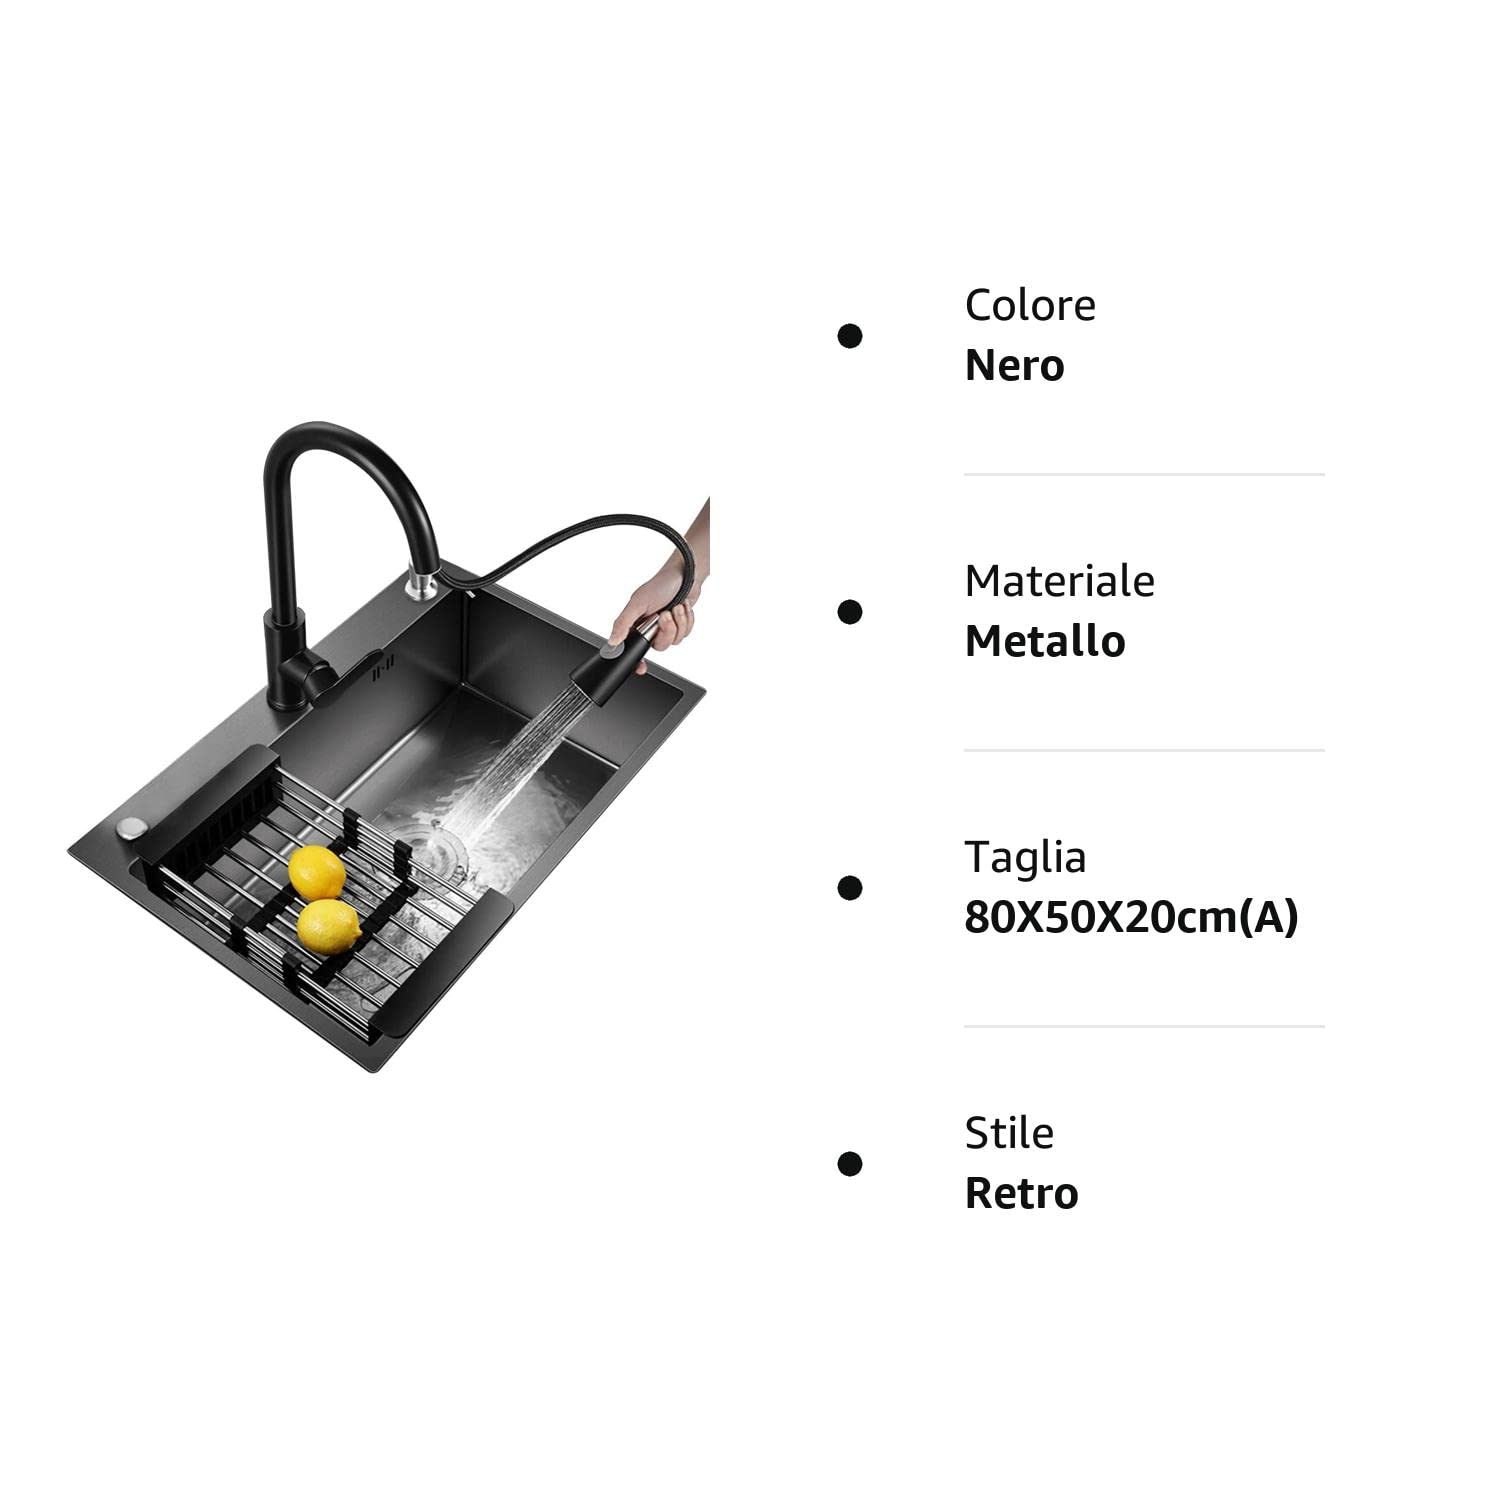 Colore
Nero
Materiale
Metallo
Taglia
80X50X20cm(A)
Stile
Retro